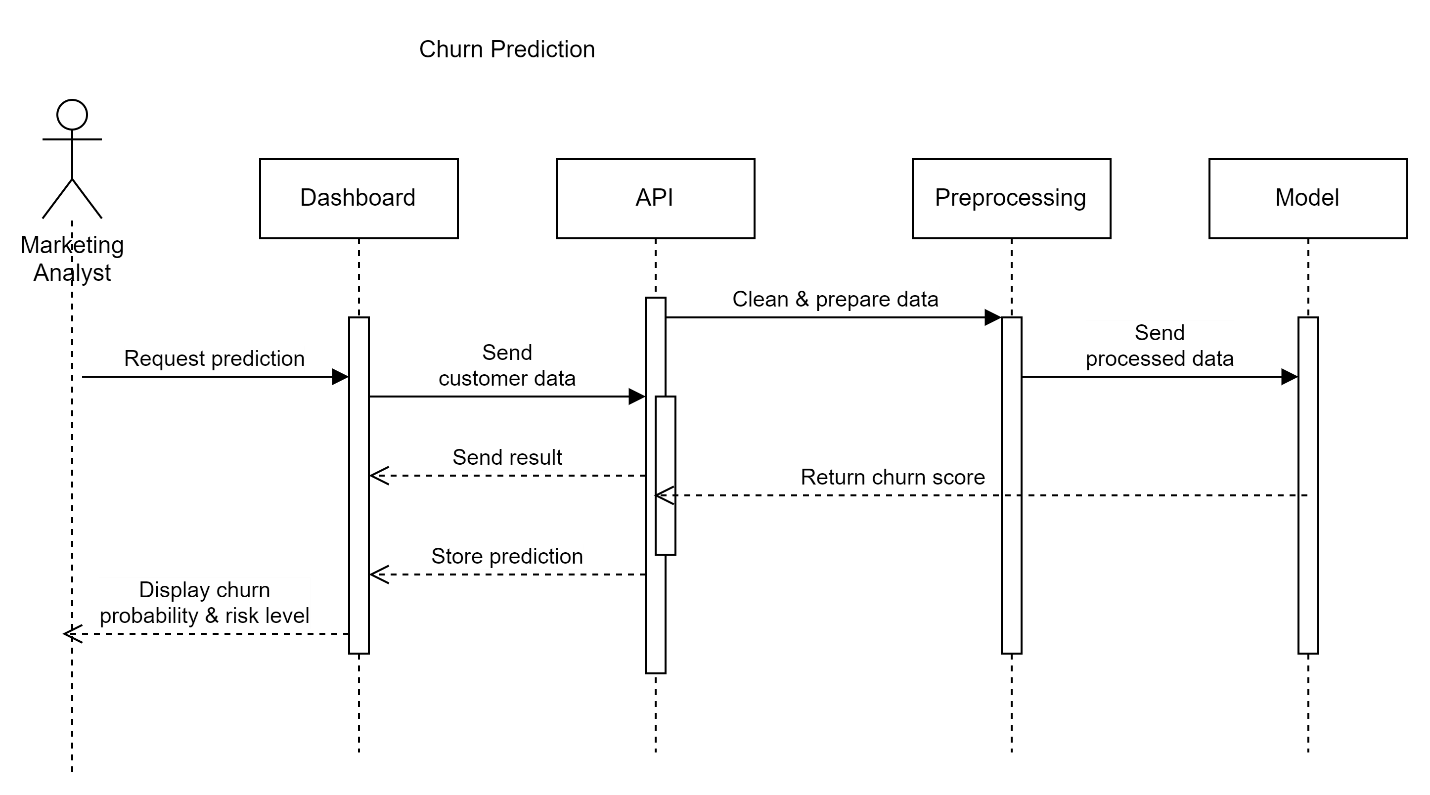 Churn Prediction
Marketing
Analyst
Dashboard
API
Preprocessing
Model
Clean & prepare data
Send
processed data
Request prediction
Send
customer data
Send result
Return churn score
Store prediction
Display churn
probability & risk level